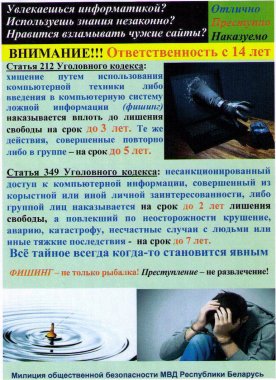 Увлекаешься информатикой?
Отлично
Используешь знания незаконно?
Преступно
Нравится взламывать чужие сайты?
Наказуемо
ВНИМАНИЕ!!! Ответственность с 14 лет
Статья 212 Уголовного кодекса:
хищение путем использования
компьютерной техники либо
введения в компьютерную систему
ложной информации (фишинг)
наказывается вплоть до лишения
свободы на срок до 3 лет. Те же
действия, совершенные повторно
либо в группе – на срок до 5 лет.
Статья 349 Уголовного кодекса: несанкционированный
доступ к компьютерной информации, совершенный из
корыстной или иной личной заинтересованности, либо
группой лиц наказывается на срок до 2 лет лишения
свободы, а повлекший по неосторожности крушение,
аварию, катастрофу, несчастные случаи с людьми или
иные тяжкие последствия - на срок до 7 лет.
Всё тайное всегда когда-то становится явным
ФИШИНГ – не только рыбалка! Преступление – не развлечение!
Милиция общественной безопасности МВД Республики Беларусь